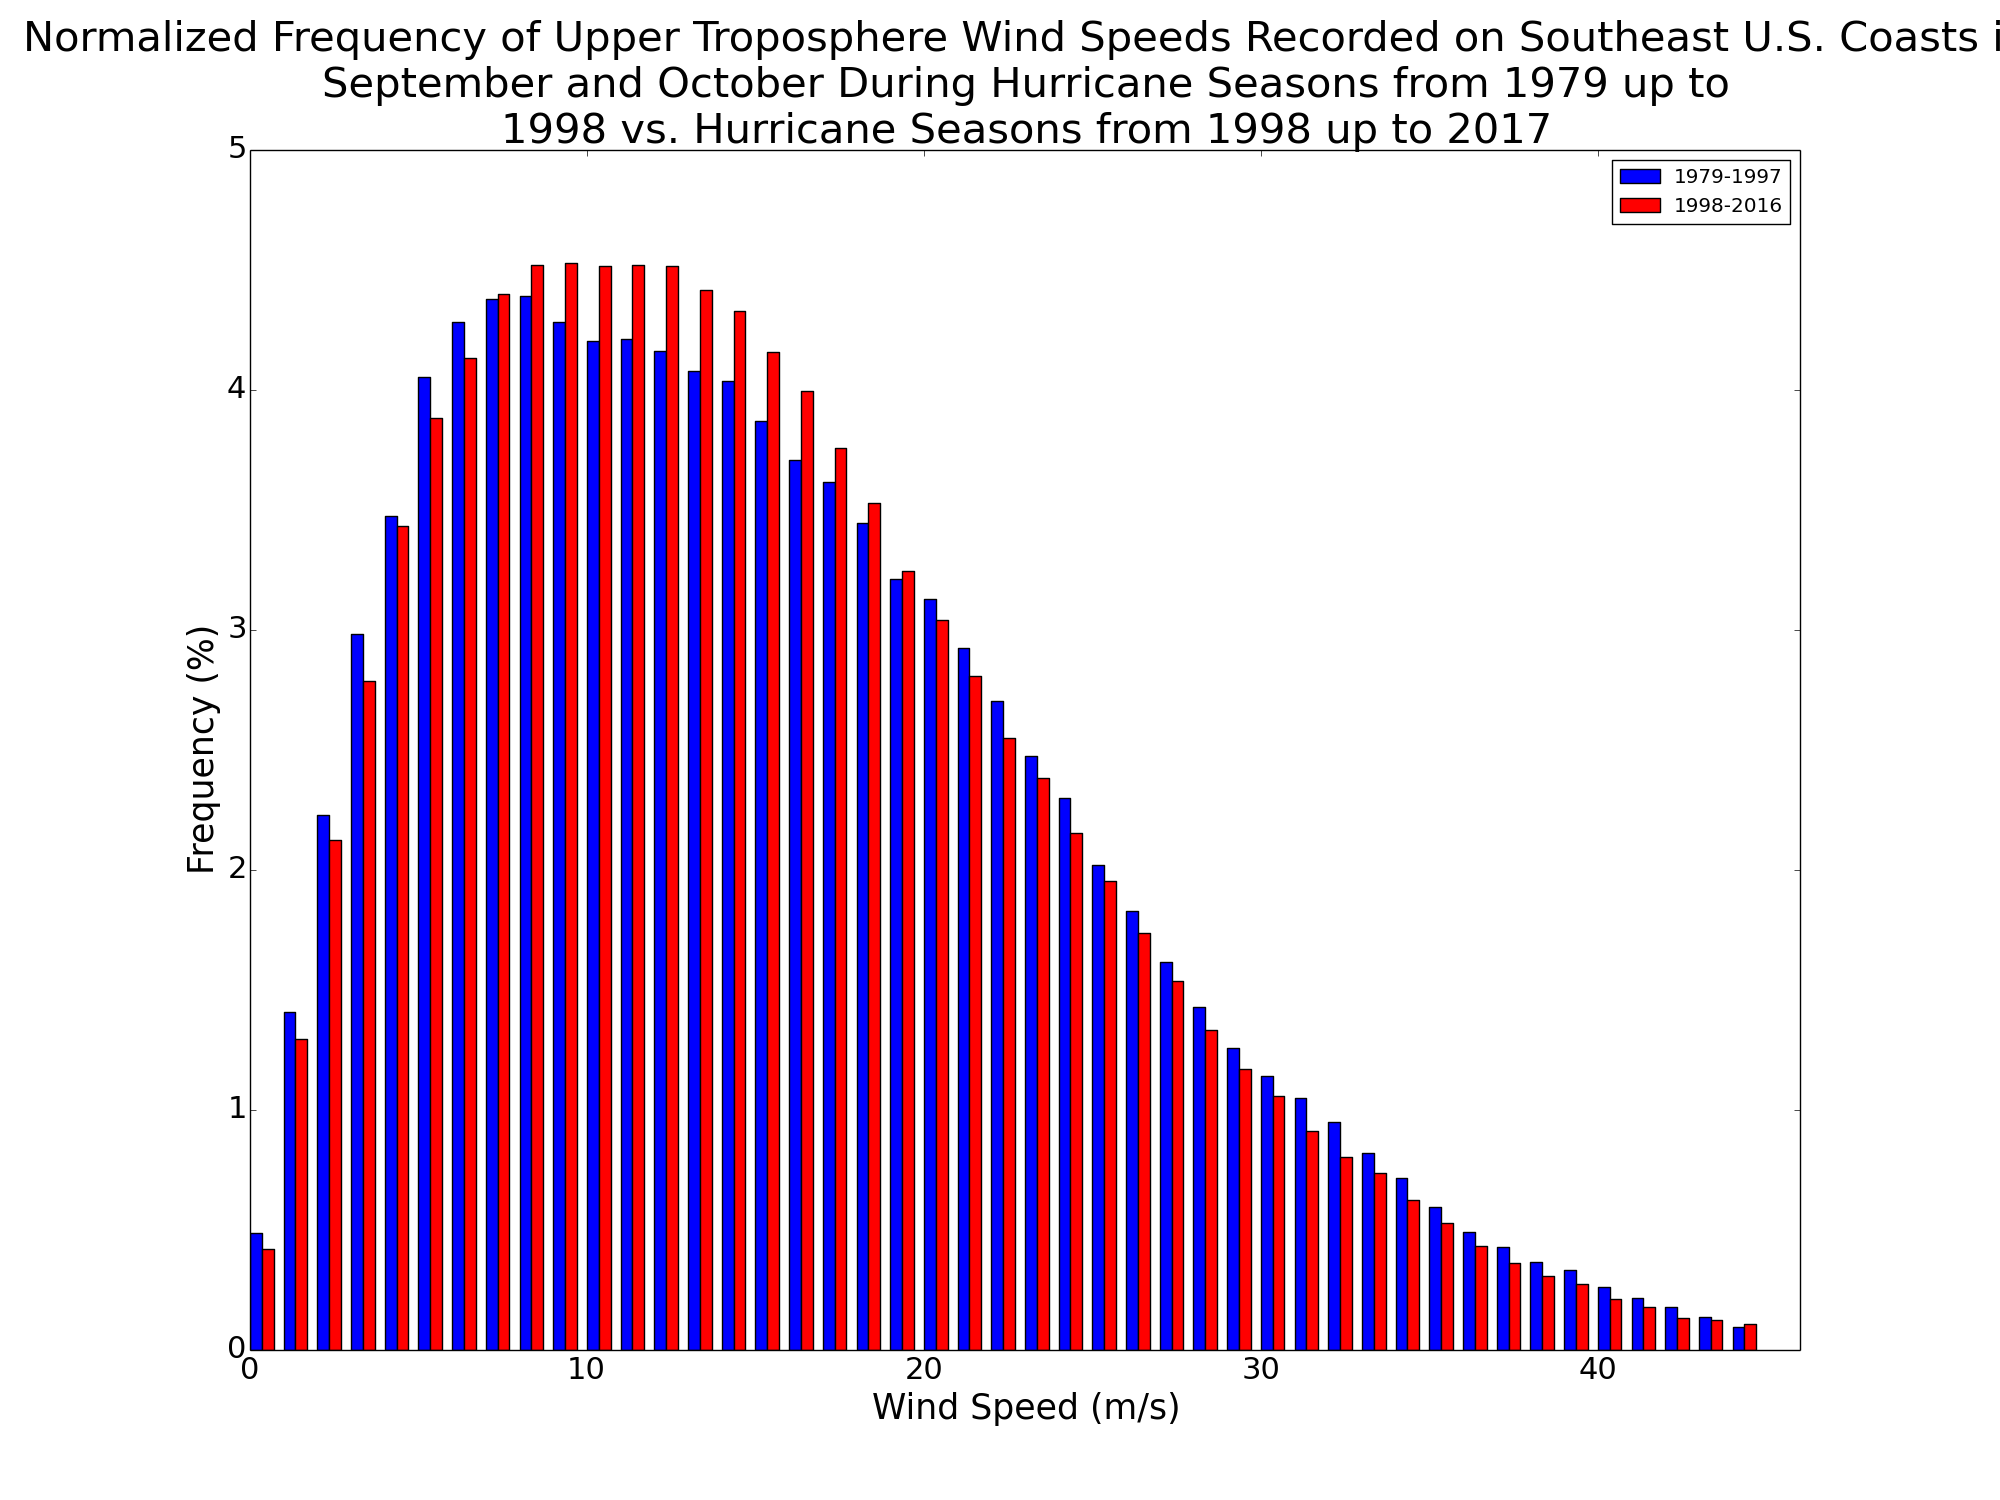 Normalized Frequency of Upper Troposphere Wind Speeds Recorded on Southeast U.S. Coasts i
September and October During Hurricane Seasons from 1979 up to
1998 vs. Hurricane Seasons from 1998 up to 2017
1979-1997
1998-2016
Frequency (%)
5
4
3
2
1
0
0 10 20 30 40
Wind Speed (m/s)